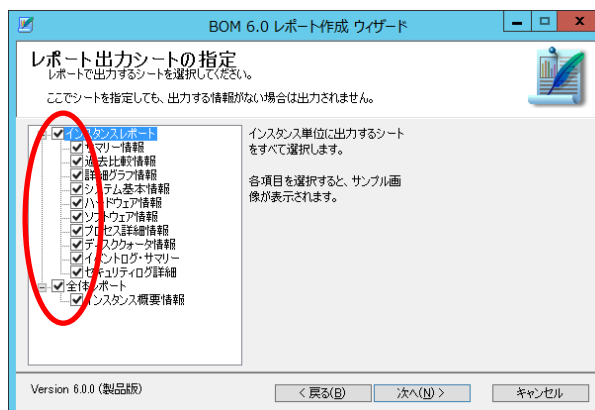 BOM 6.0 レポート作成 ウィザード
レポート出力シートの指定
レポートで出力するシートを選択してください。
ここでシートを指定しても、出力する情報がない場合は出力されません。
インスタンスレポート
サマリー情報
過去比較情報
詳細グラフ情報
システム基本情報
ハードウェア情報
ソフトウェア情報
プロセス詳細情報
ディスククォータ情報
イベントログ・サマリー
セキュリティログ詳細
全体レポート
インスタンス概要情報
インスタンス単位に出力するシート
をすべて選択します。
各項目を選択すると、サンプル画
像が表示されます。
Version 6.0.0 (製品版)
< 戻る(B)
次へ(N) >
キャンセル